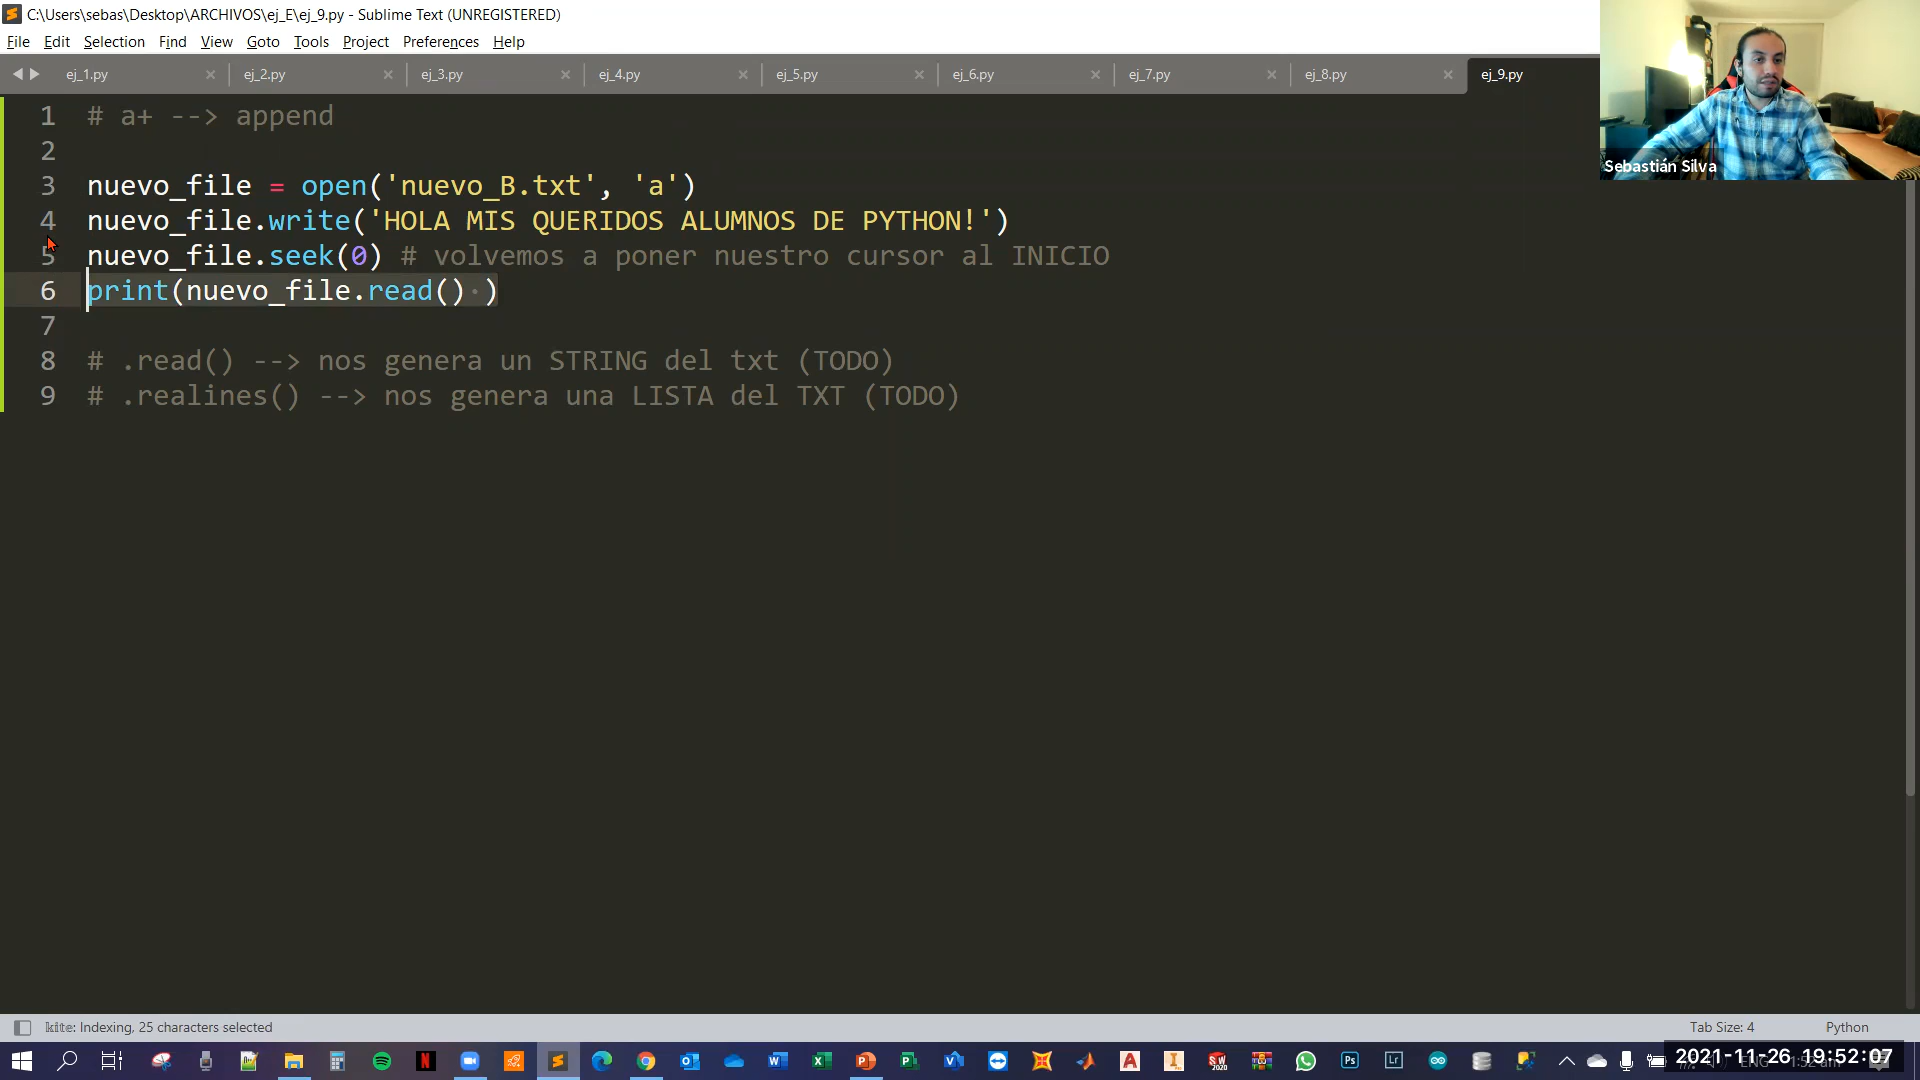 C:\Users\sebas\Desktop\ARCHIVOS\ej_E\ej_9.py - Sublime Text (UNREGISTERED)
File Edit Selection Find View Goto Tools Project Preferences Help
ej_1.py × ej_2.py × ej_3.py × ej_4.py × ej_5.py × ej_6.py × ej_7.py × ej_8.py × ej_9.py
Sebastián Silva
1 # a+ --> append
2
3 nuevo_file = open('nuevo_B.txt', 'a')
4 nuevo_file.write('HOLA MIS QUERIDOS ALUMNOS DE PYTHON!')
5 nuevo_file.seek(0) # volvemos a poner nuestro cursor al INICIO
6 print(nuevo_file.read() )
7
8 # .read() --> nos genera un STRING del txt (TODO)
9 # .realines() --> nos genera una LISTA del TXT (TODO)
kite: Indexing, 25 characters selected Tab Size: 4 Python
2021-11-26 19:52:07